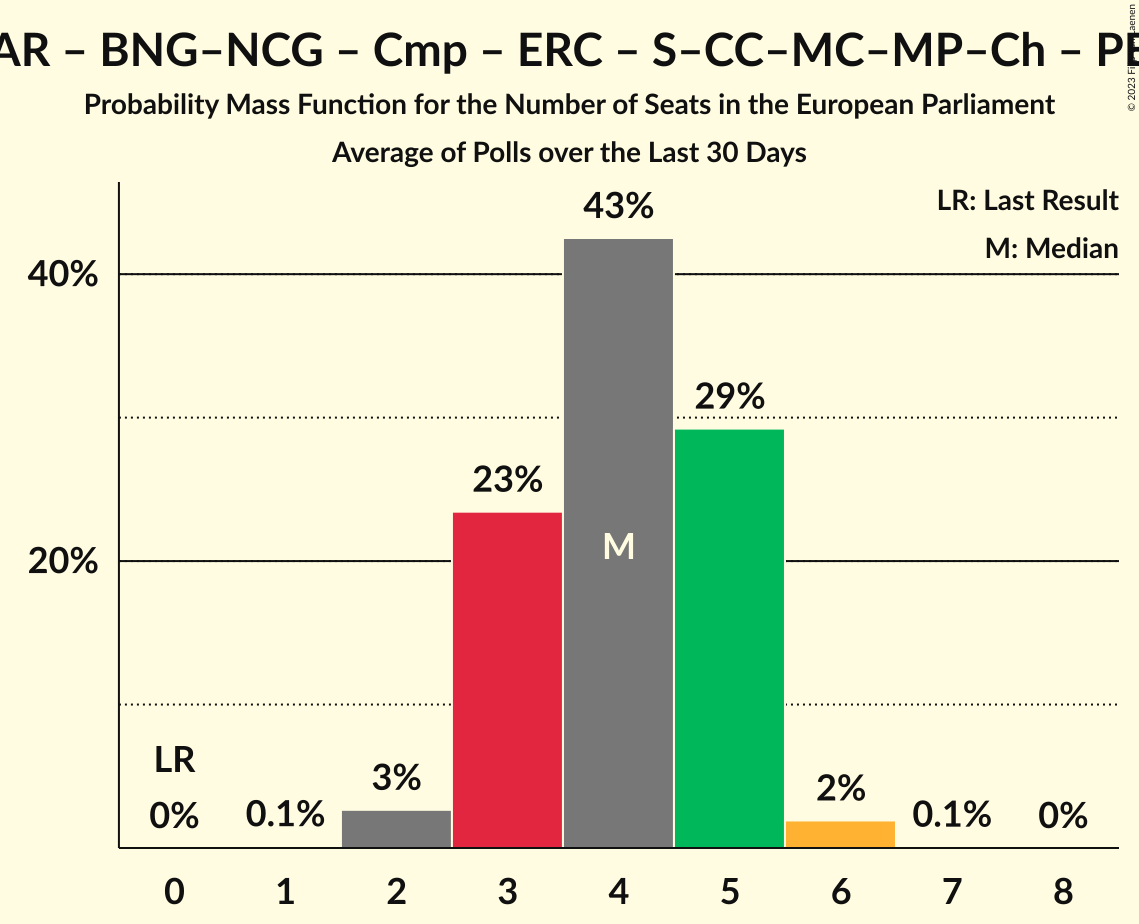 AR – BNG–NCG – Cmp – ERC – S–CC–MC–MP–Ch –
Probability Mass Function for the Number of Seats in the European Parliament
Average of Polls over the Last 30 Days
© 2023
LR: Last Result
M: Median
43%
40%
29%
23%
M
20%
LR
3%
2%
0%
0.1%
0.1%
0%
0 1 2 3 4 5 6 7 8